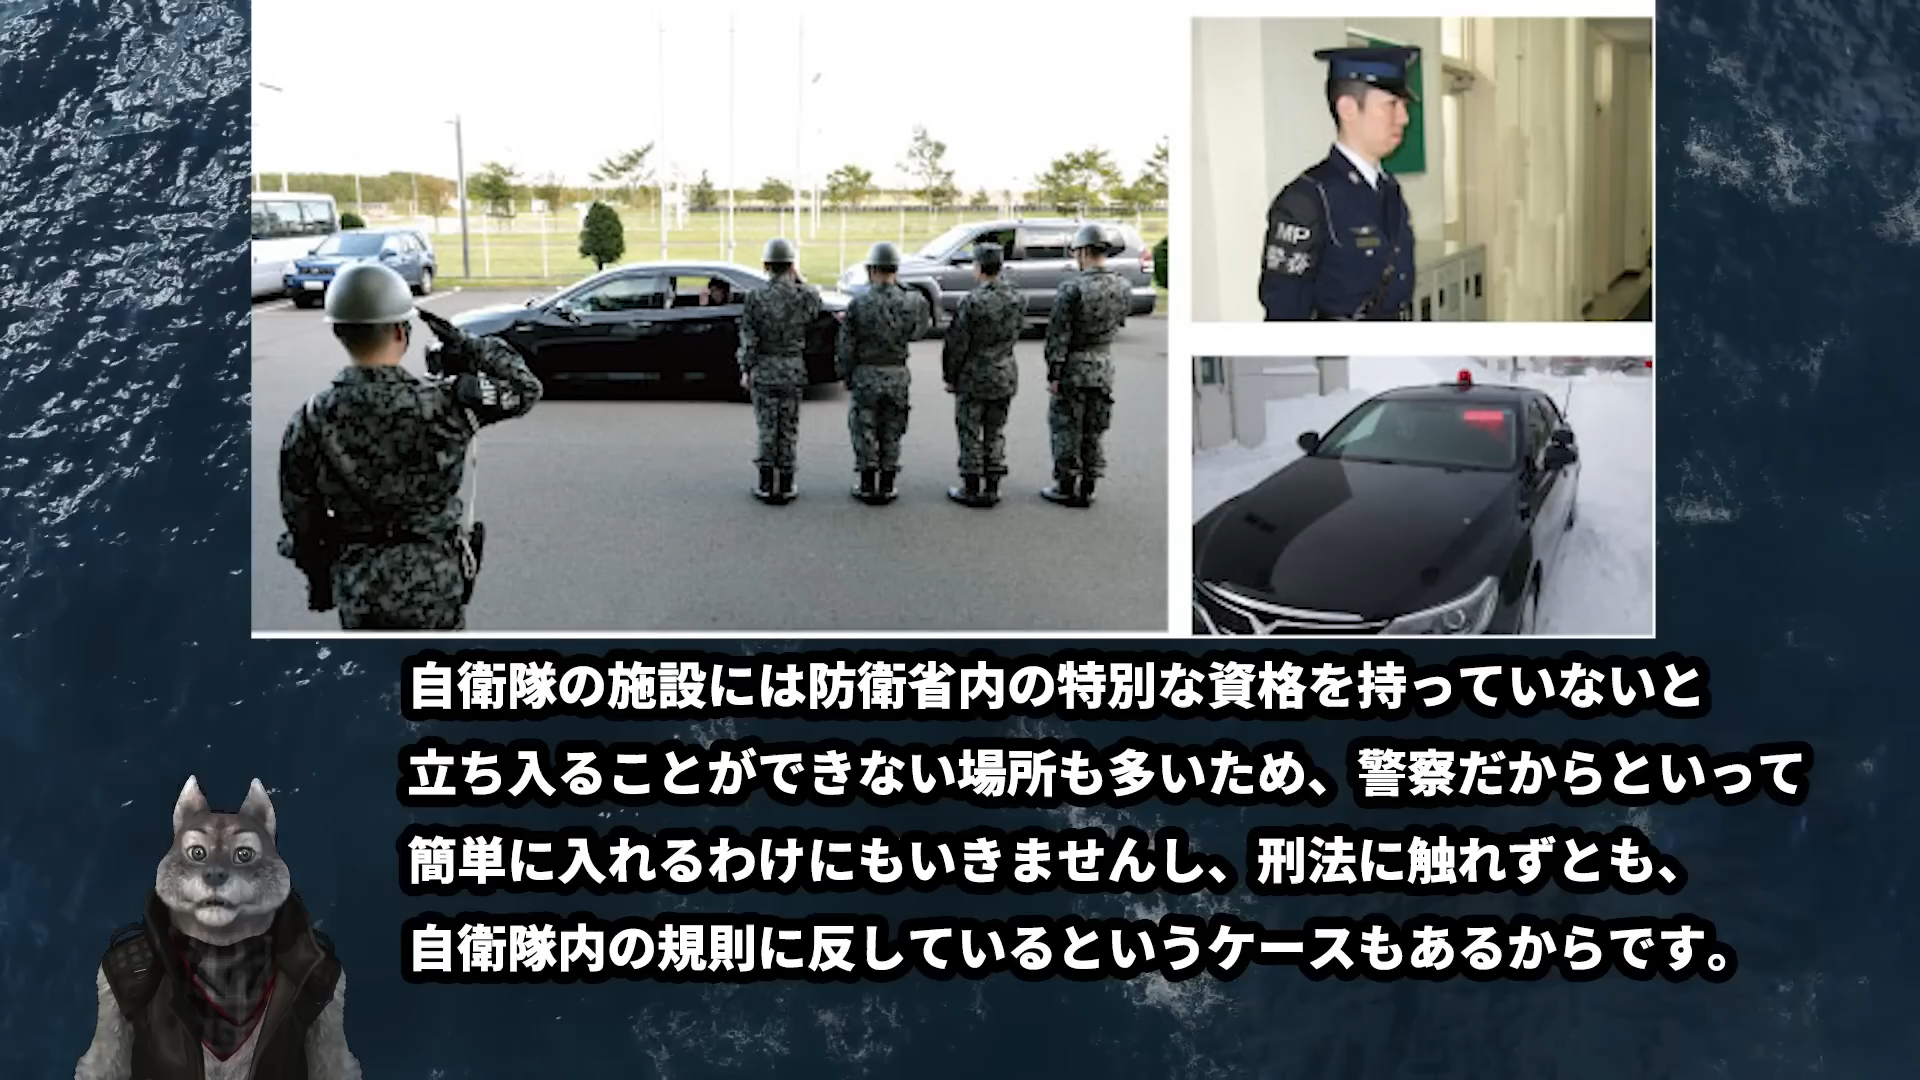 MP
警務
自衛隊の施設には防衛省内の特別な資格を持っていないと
立ち入ることができない場所も多いため、警察だからといって
簡単に入れるわけにもいきませんし、刑法に触れずとも、
自衛隊内の規則に反しているというケースもあるからです。